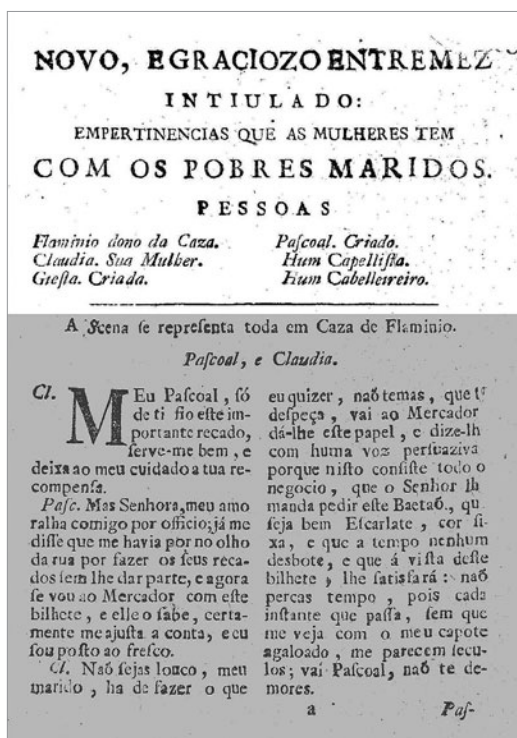 NOVO, E GRACIOZO ENTREMEZ
INTIULADO:
EMPERTINENCIAS QUE AS MULHERES TEM
COM OS POBRES MARIDOS.
PESSOAS
Flaminio dono da Caza.
Claudia. Sua Mulher.
Giesta. Criada.
Paſcoal. Criado.
Hum Capelliſta.
Hum Cabelleireiro.
A Scena ſe repreſenta toda em Caza de Flaminio.
Paſcoal, e Claudia.
Cl. MEu Paſcoal, ſó
de ti fio eſte im-
portante recado,
ſerve-me bem, e
deixa ao meu cuidado a tua re-
compenſa.
Paſc. Mas Senhora, meu amo
ralha comigo por officio; já me
diſſe que me havia por no olho
da rua por fazer os ſeus reca-
dos ſem lhe dar parte, e agora
ſe vou ao Mercador com eſte
bilhete, e elle o ſabe, certa-
mente me ajuſta a conta, e eu
ſou poſto ao freſco.
Cl. Naõ ſejas louco, meu
marido, ha de fazer o que
eu quizer, naõ temas, que t
deſpeça, vai ao Mercador
dá-lhe eſte papel, e dize-lh
com huma voz perſuaziva
porque niſto conſiſte todo o
negocio, que o Senhor lh
manda pedir eſte Baetaõ., qu
ſeja bem Eſcarlate, cor fi-
xa, e que a tempo nenhum
desbote, e que á viſta deſte
bilhete, lhe ſatisfará: naõ
percas tempo, pois cada
inſtante que paſſa, ſem que
me veja com o meu capote
agaloado, me parecem ſecu-
los; vai Paſcoal, naõ te de-
mores.
a
Paſ-